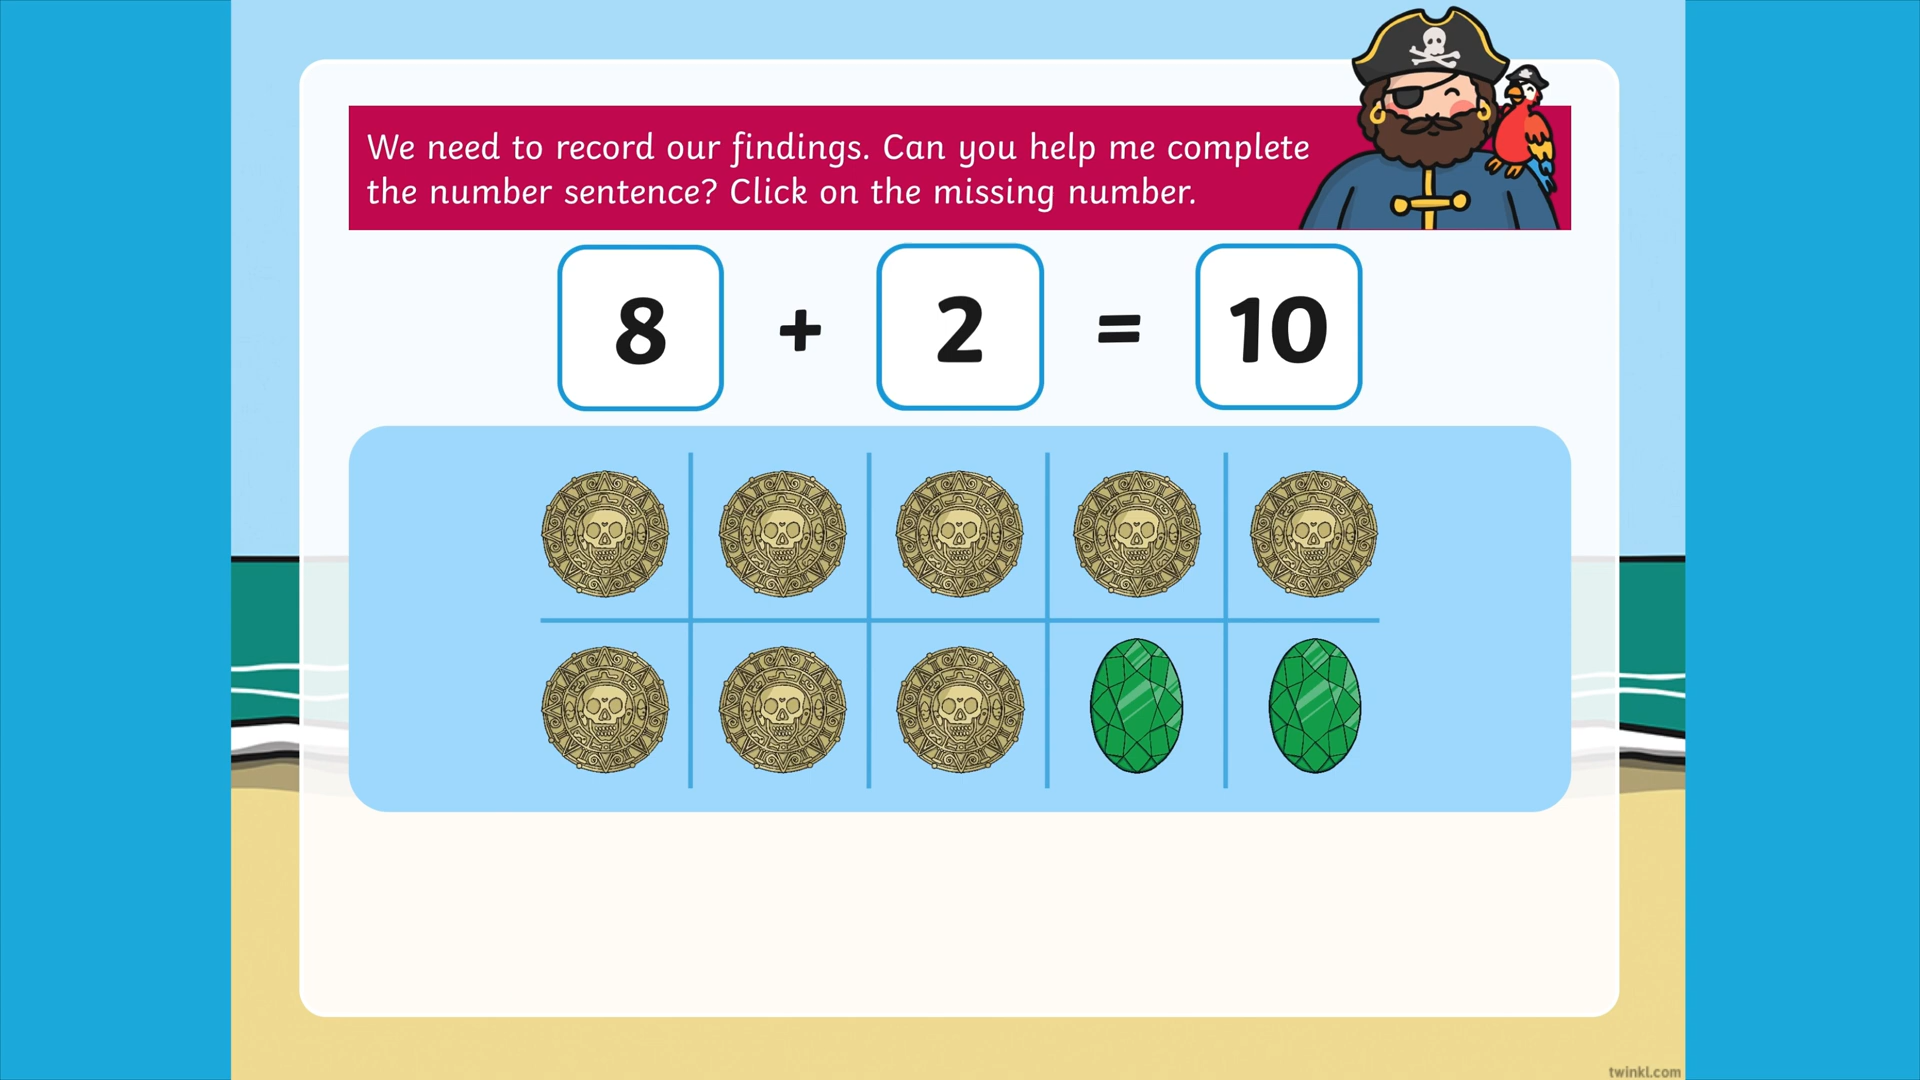 We need to record our findings. Can you help me complete
the number sentence? Click on the missing number.
8 + 2 = 10
twinkl.com